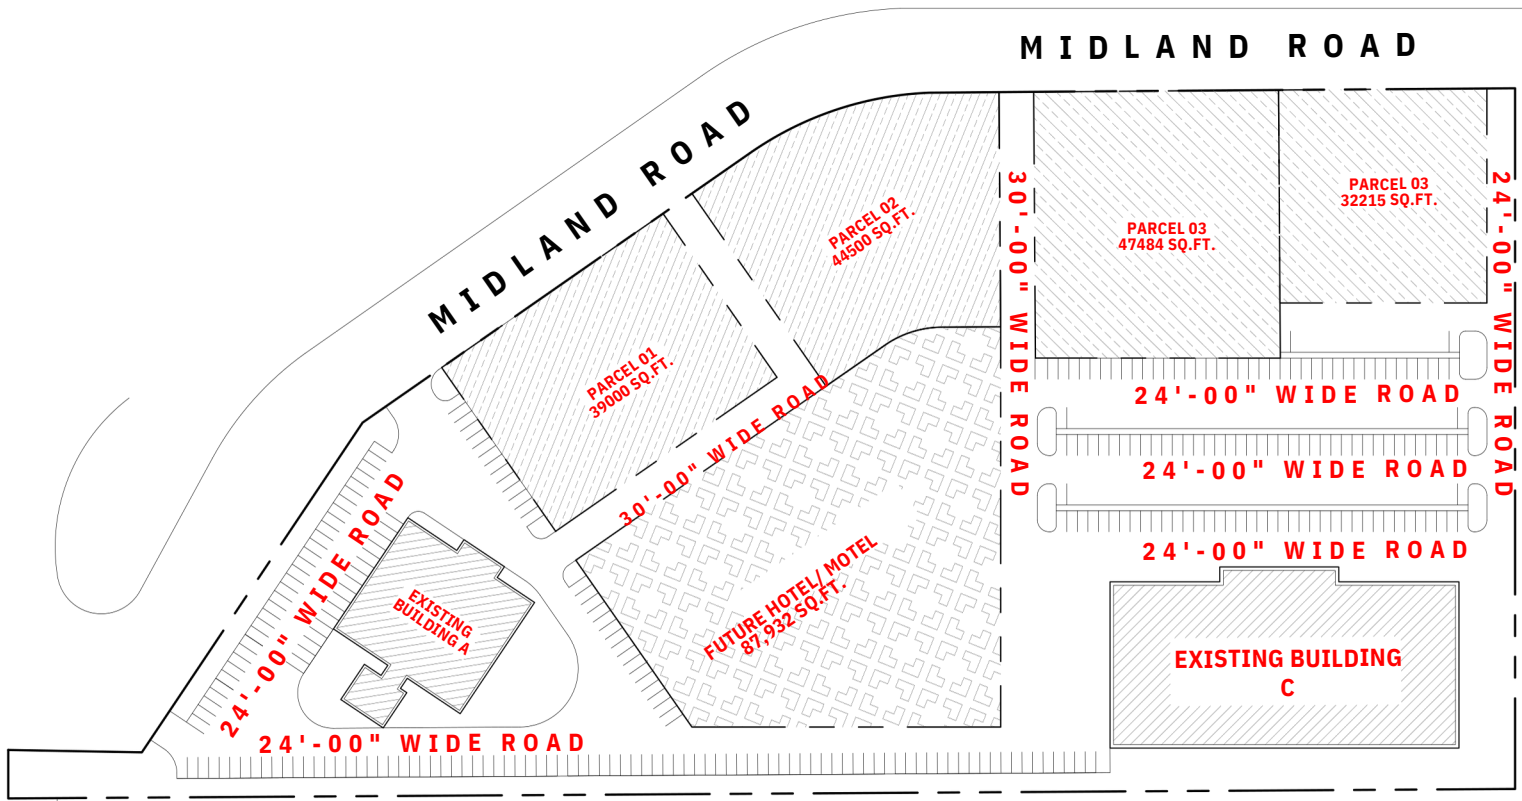 MIDLAND ROAD
MIDLAND ROAD
PARCEL 01
39000 SQ.FT.
PARCEL 02
44500 SQ.FT.
30'-00" WIDE ROAD
PARCEL 03
47484 SQ.FT.
PARCEL 03
32215 SQ.FT.
24'-00" WIDE ROAD
30'-00" WIDE ROAD
24'-00" WIDE ROAD
24'-00" WIDE ROAD
24'-00" WIDE ROAD
24'-00" WIDE ROAD
EXISTING
BUILDING A
FUTURE HOTEL/ MOTEL
87,932 SQ.FT.
EXISTING BUILDING
C
24'-00" WIDE ROAD